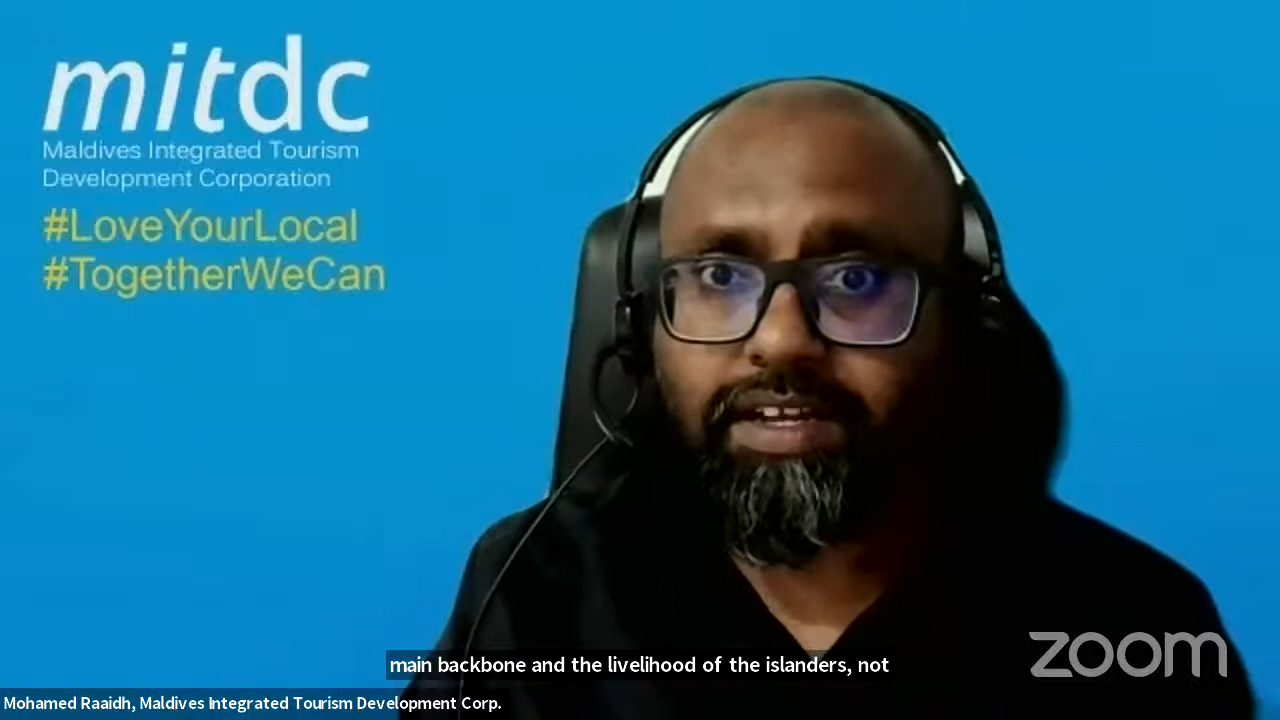 mitdc
Maldives Integrated Tourism
Development Corporation
#LoveYourLocal
#TogetherWeCan
main backbone and the livelihood of the islanders, not
zoom
Mohamed Raaidh, Maldives Integrated Tourism Development Corp.